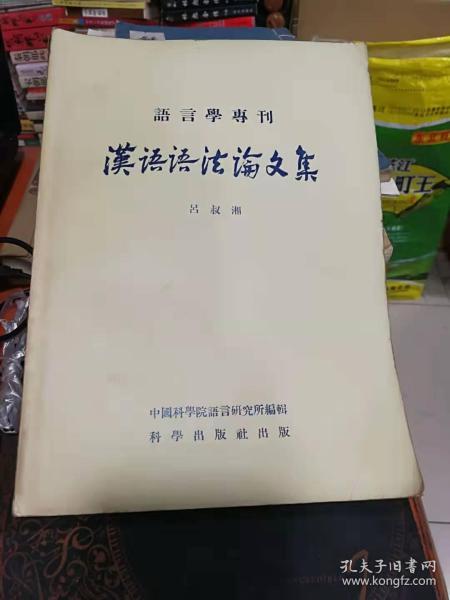 語言學專刊
漢语语法論文集
呂叔湘
中國科學院語言研究所編輯
科學出版社出版
孔夫子旧书网
www.kongfz.com